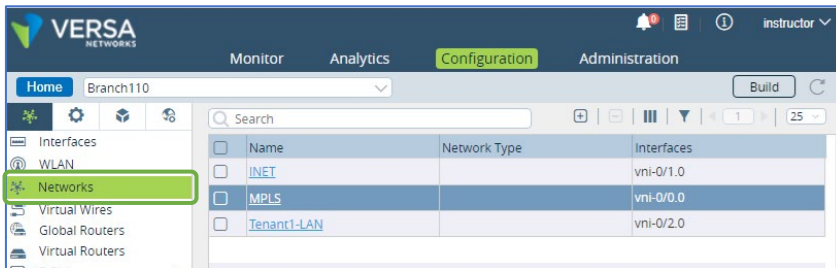 VERSA
NETWORKS
0
instructor
Monitor Analytics Configuration Administration
Home Branch110 Build
Search 1 25
Interfaces
WLAN
Networks
Virtual Wires
Global Routers
Virtual Routers
Name Network Type Interfaces
INET vni-0/1.0
MPLS vni-0/0.0
Tenant1-LAN vni-0/2.0